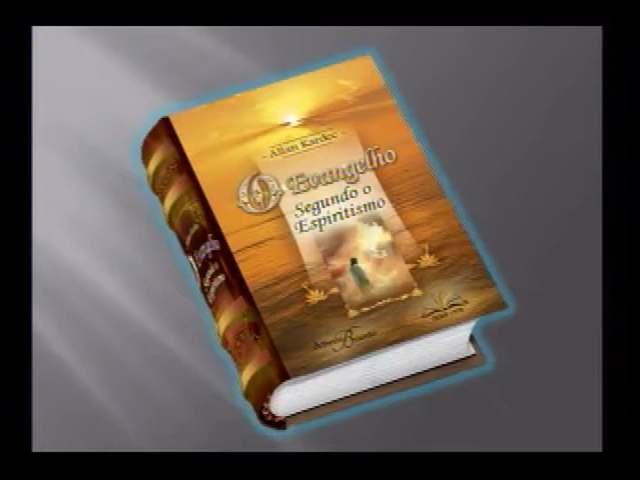 - Allan Kardec -
O Evangelho
Segundo o
Espiritismo